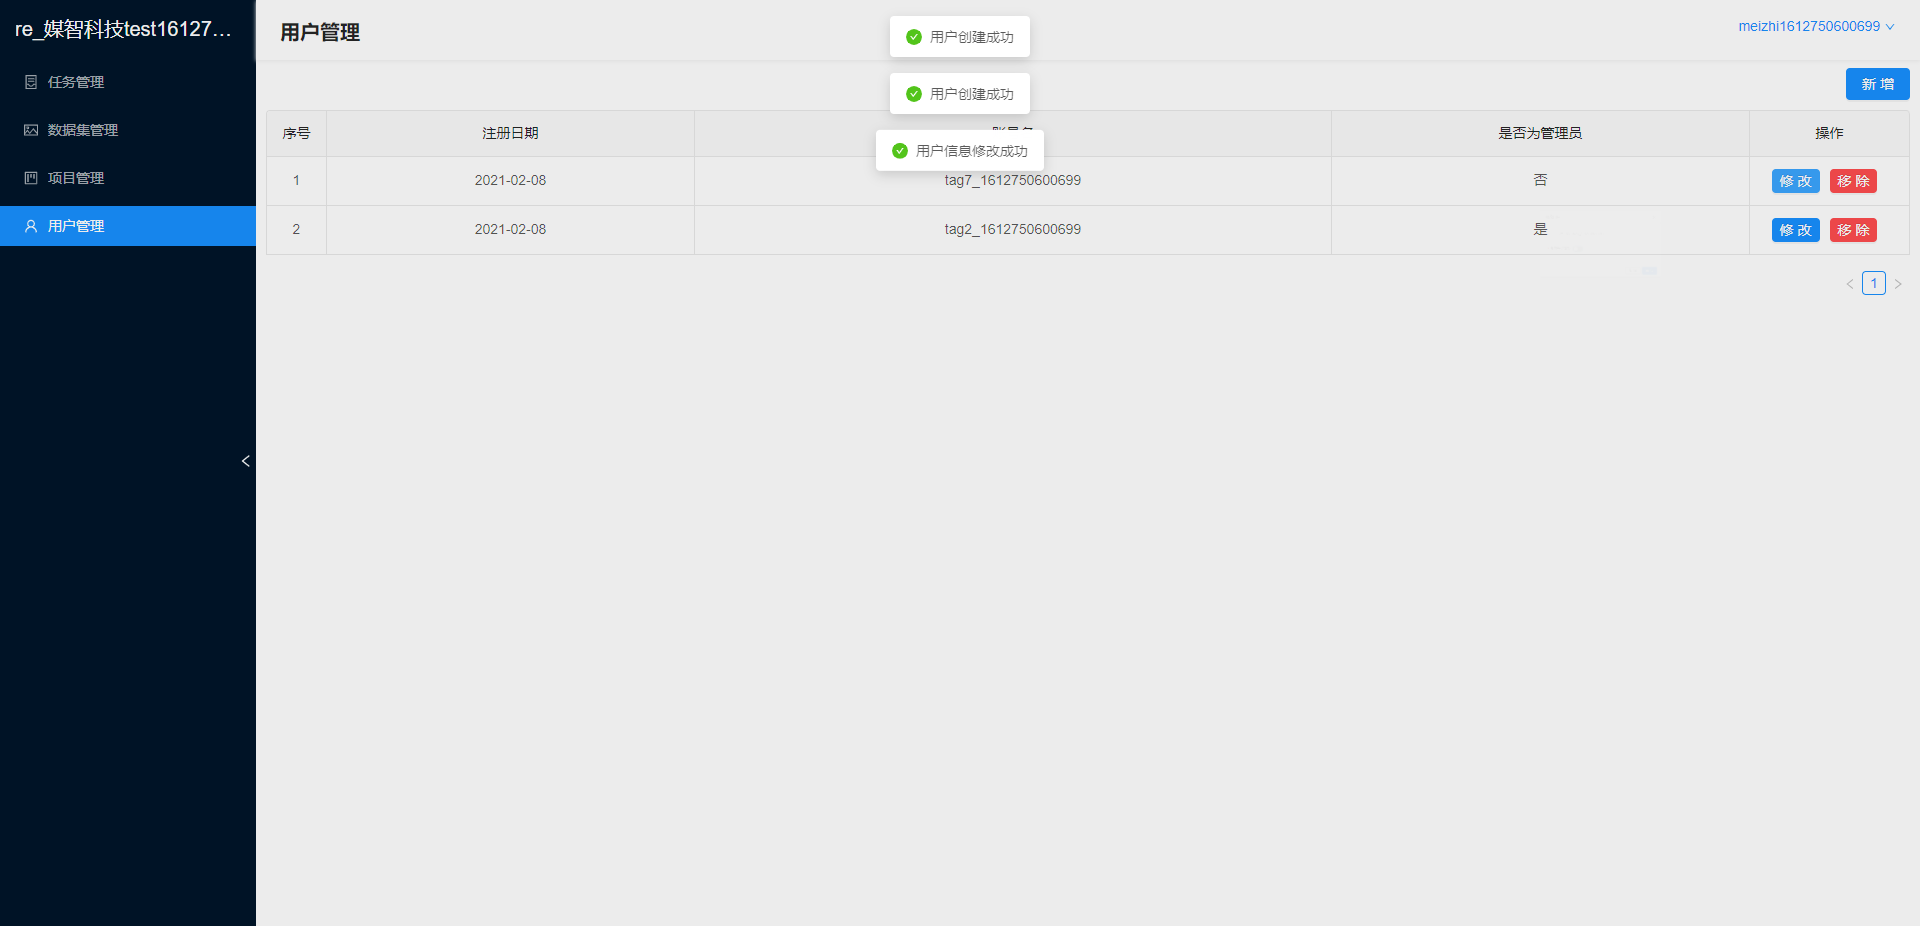 re_媒智科技test16127...
任务管理
数据集管理
项目管理
用户管理
用户管理
meizhi1612750600699
用户创建成功
用户创建成功
用户信息修改成功
新 增
序号 注册日期 账号名 是否为管理员 操作
1 2021-02-08 tag7_1612750600699 否 修 改 移 除
2 2021-02-08 tag2_1612750600699 是 修 改 移 除
1